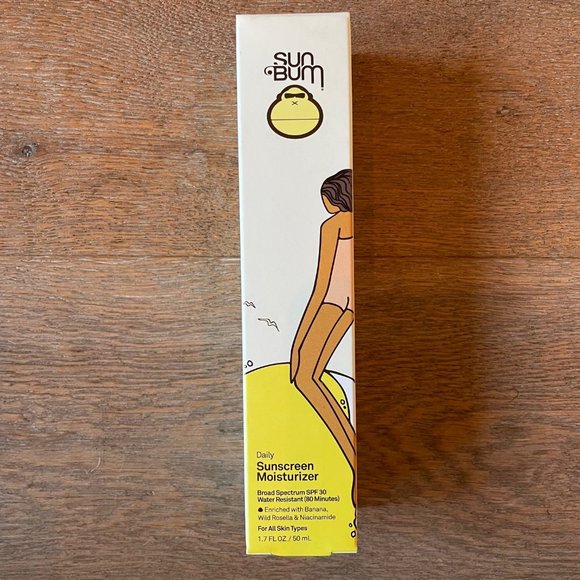 SUN
BUM
Daily
Sunscreen
Moisturizer
Broad Spectrum SPF 30
Water Resistant (80 Minutes)
Enriched with Banana,
Wild Rosella & Niacinamide
For All Skin Types
1.7 FL OZ / 50 mL